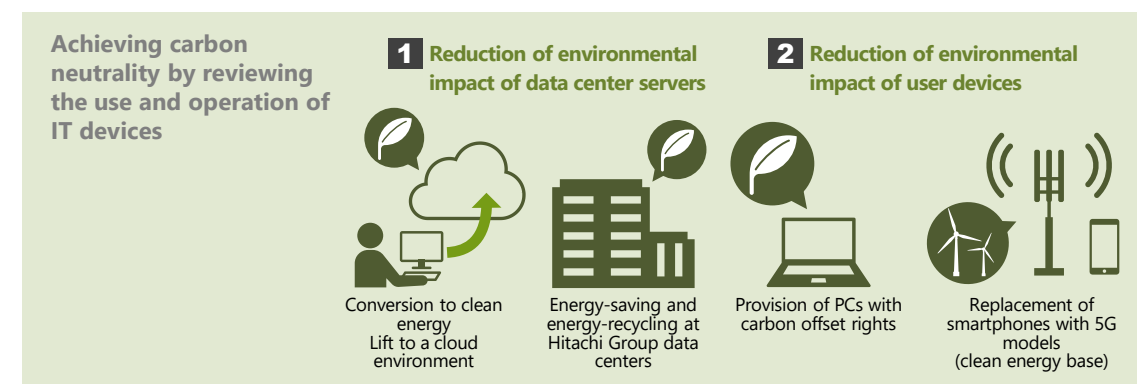 Achieving carbon
neutrality by reviewing
the use and operation of
IT devices
1 Reduction of environmental
impact of data center servers
2 Reduction of environmental
impact of user devices
Conversion to clean
energy
Lift to a cloud
environment
Energy-saving and
energy-recycling at
Hitachi Group data
centers
Provision of PCs with
carbon offset rights
Replacement of
smartphones with 5G
models
(clean energy base)